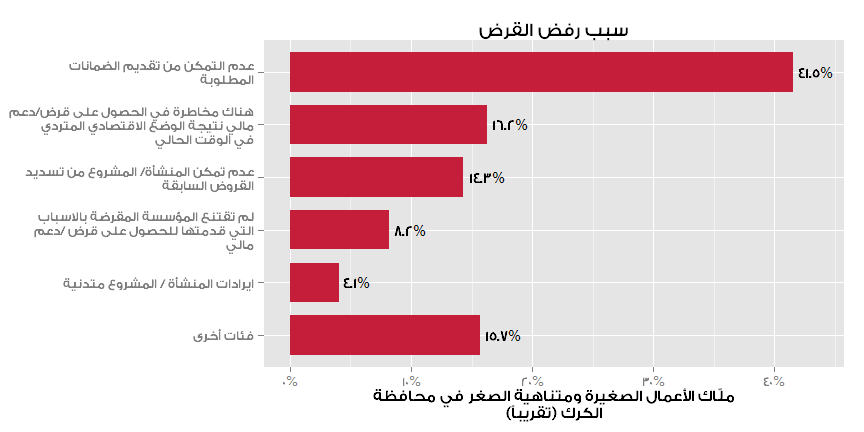 سبب رفض القرض
عدم التمكن من تقديم الضمانات
المطلوبة
٤١.٥%
هناك مخاطرة في الحصول على قرض/دعم
مالي نتيجة الوضع الاقتصادي المتردي
في الوقت الحالي
١٦.٢%
عدم تمكن المنشأة/ المشروع من تسديد
القروض السابقة
١٤.٣%
لم تقتنع المؤسسة المقرضة بالاسباب
التي قدمتها للحصول على قرض /دعم
مالي
٨.٢%
ايرادات المنشأة / المشروع متدنية
٤.١%
فئات أخرى
١٥.٧%
٠% ١٠% ٢٠% ٣٠% ٤٠%
ملّاك الأعمال الصغيرة ومتناهية الصغر في محافظة
الكرك (تقريباً)